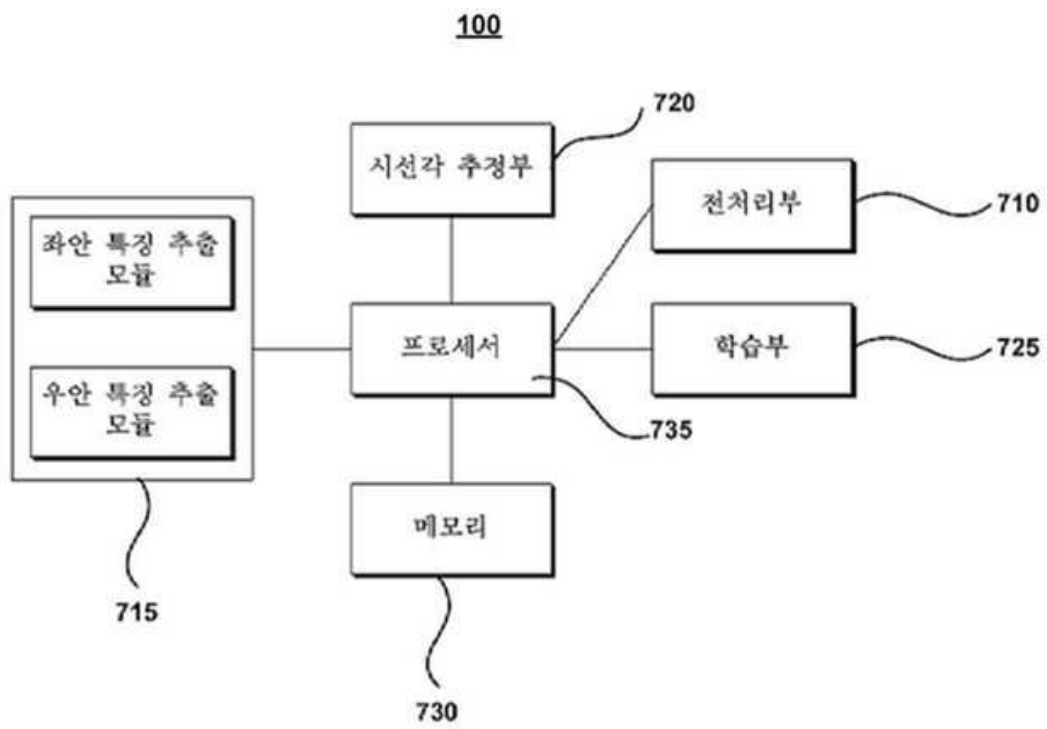 100
720
시선각 추정부
전처리부
710
좌안 특징 추출
모듈
프로세서
학습부
725
우안 특징 추출
모듈
735
메모리
715
730